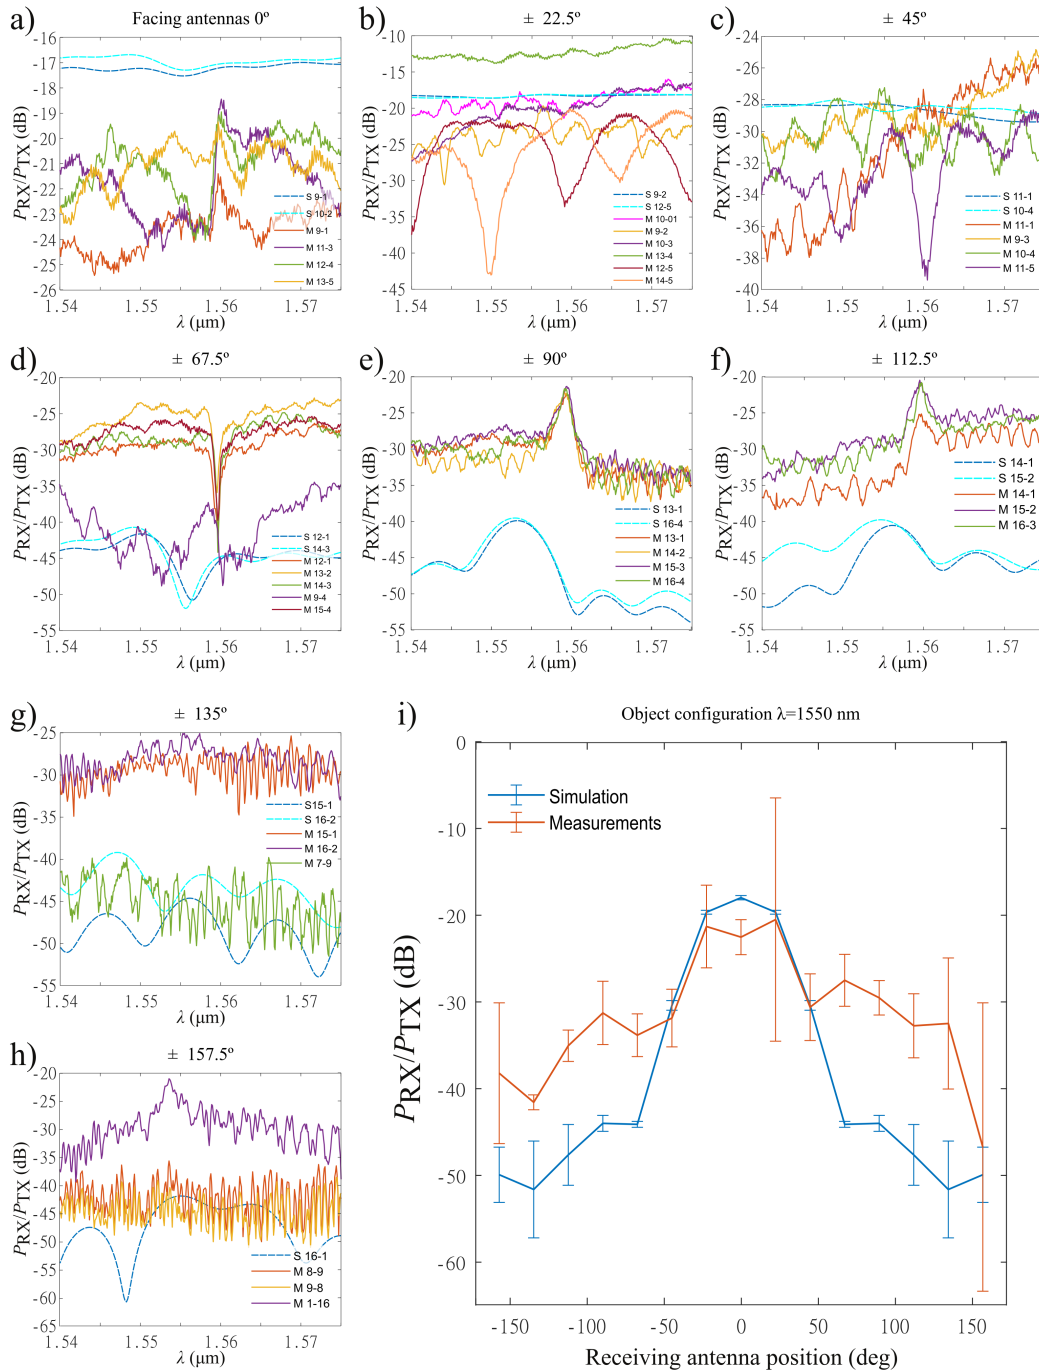 a)
Facing antennas 0º
-16
-17
-18
-19
-20
-21
-22
-23
-24
-25
-26
PRX/PTX (dB)
S 9-1
S 10-2
M 9-1
M 11-3
M 12-4
M 13-5
1.54 1.55 1.56 1.57
λ (μm)
b)
± 22.5º
-10
-15
-20
-25
-30
-35
-40
-45
PRX/PTX (dB)
S 9-2
S 12-5
M 10-01
M 9-2
M 10-3
M 13-4
M 12-5
M 14-5
1.54 1.55 1.56 1.57
λ (μm)
c)
± 45º
-24
-26
-28
-30
-32
-34
-36
-38
-40
PRX/PTX (dB)
S 11-1
S 10-4
M 11-1
M 9-3
M 10-4
M 11-5
1.54 1.55 1.56 1.57
λ (μm)
d)
± 67.5º
-20
-25
-30
-35
-40
-45
-50
-55
PRX/PTX (dB)
S 12-1
S 14-3
M 12-1
M 13-2
M 14-3
M 9-4
M 15-4
1.54 1.55 1.56 1.57
λ (μm)
e)
± 90º
-20
-25
-30
-35
-40
-45
-50
-55
PRX/PTX (dB)
S 13-1
S 16-4
M 13-1
M 14-2
M 15-3
M 16-4
1.54 1.55 1.56 1.57
λ (μm)
f)
± 112.5º
-20
-25
-30
-35
-40
-45
-50
-55
PRX/PTX (dB)
S 14-1
S 15-2
M 14-1
M 15-2
M 16-3
1.54 1.55 1.56 1.57
λ (μm)
g)
± 135º
-25
-30
-35
-40
-45
-50
-55
PRX/PTX (dB)
S15-1
S 16-2
M 15-1
M 16-2
M 7-9
1.54 1.55 1.56 1.57
λ (μm)
h)
± 157.5º
-20
-25
-30
-35
-40
-45
-50
-55
-60
-65
PRX/PTX (dB)
S 16-1
M 8-9
M 9-8
M 1-16
1.54 1.55 1.56 1.57
λ (μm)
i)
Object configuration λ=1550 nm
0
-10
-20
-30
-40
-50
-60
PRX/PTX (dB)
Simulation
Measurements
-150 -100 -50 0 50 100 150
Receiving antenna position (deg)